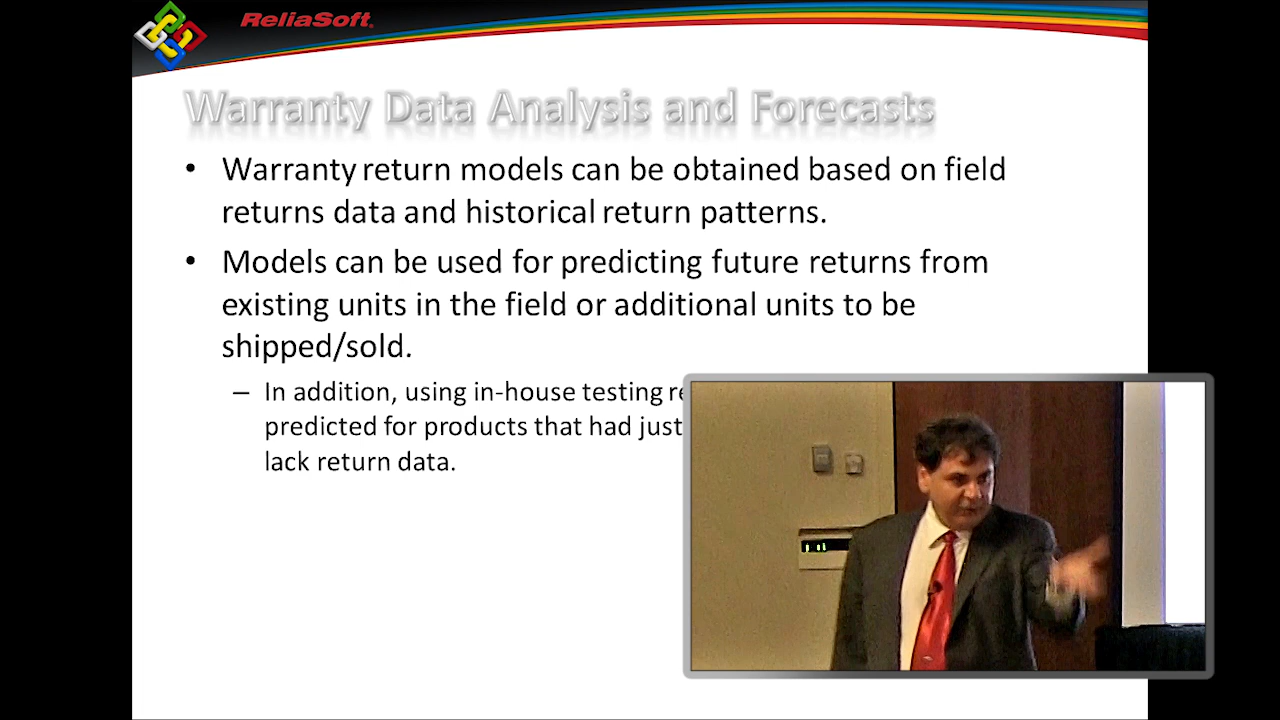 ReliaSoft.
Warranty Data Analysis and Forecasts
• Warranty return models can be obtained based on field
returns data and historical return patterns.
• Models can be used for predicting future returns from
existing units in the field or additional units to be
shipped/sold.
– In addition, using in-house testing
predicted for products that had just
lack return data.